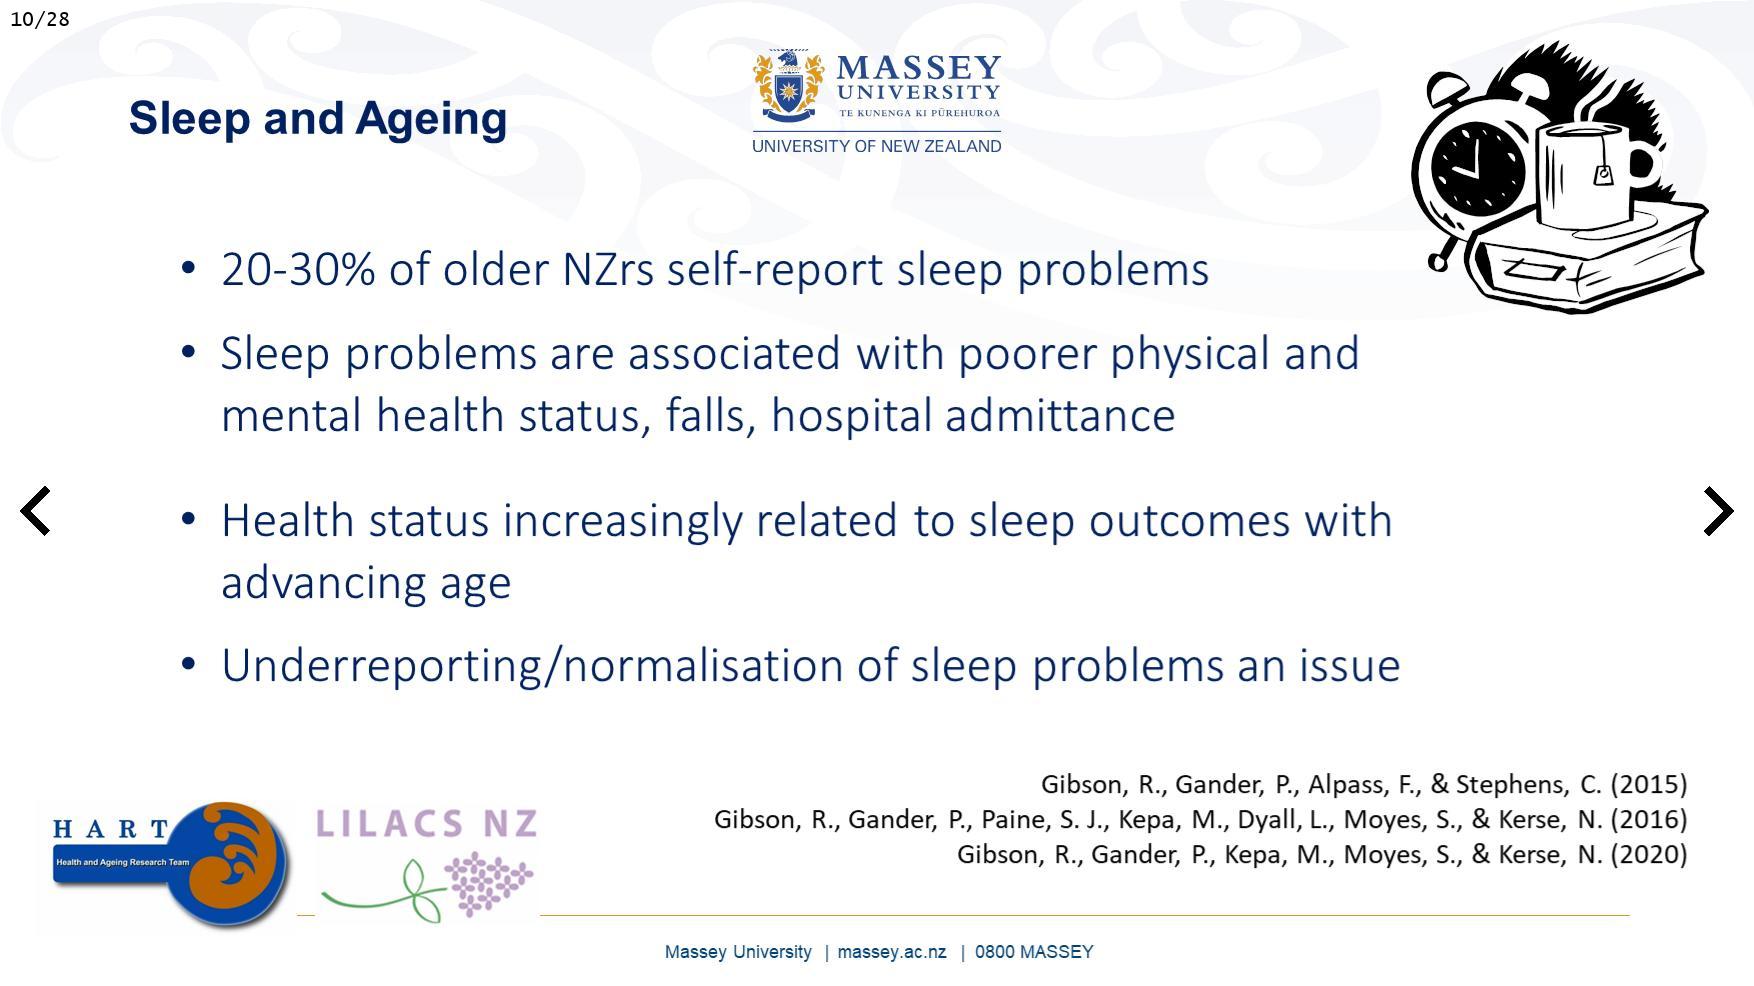 10/28
Sleep and Ageing
MASSEY
UNIVERSITY
TE KUNENGA KI PŪREHUROA
UNIVERSITY OF NEW ZEALAND
• 20-30% of older NZrs self-report sleep problems
• Sleep problems are associated with poorer physical and
mental health status, falls, hospital admittance
• Health status increasingly related to sleep outcomes with
advancing age
• Underreporting/normalisation of sleep problems an issue
Gibson, R., Gander, P., Alpass, F., & Stephens, C. (2015)
Gibson, R., Gander, P., Paine, S. J., Kepa, M., Dyall, L., Moyes, S., & Kerse, N. (2016)
Gibson, R., Gander, P., Kepa, M., Moyes, S., & Kerse, N. (2020)
HART
Health and Ageing Research Team
LILACS NZ
Massey University | massey.ac.nz | 0800 MASSEY